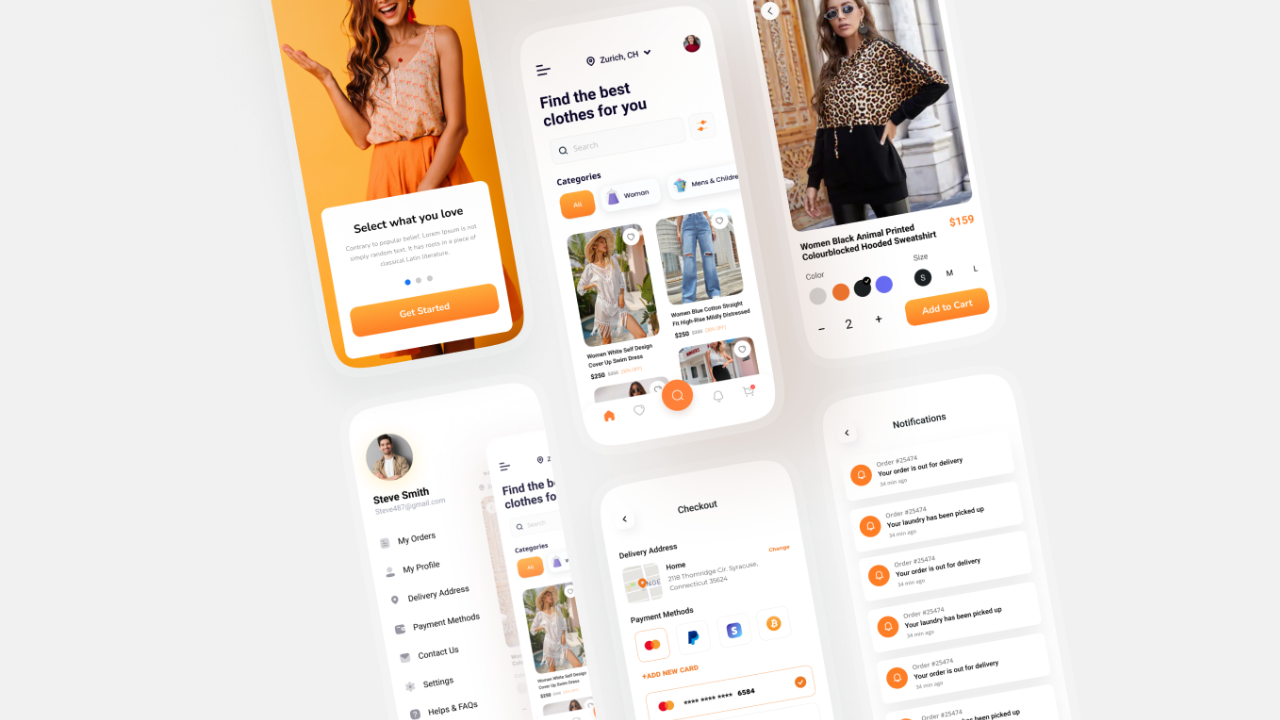 Select what you love
Contrary to popular belief, Lorem Ipsum is not
simply random text. It has roots in a piece of
classical Latin literature.
Get Started
Zurich, CH
Find the best
clothes for you
Search
Categories
All
Woman
Mens & Childre
Woman White Self Design
Cover Up Swim Dress
$250
Women Blue Cotton Straight
Fit High-Rise Mildly Distressed
$250
Women Black Animal Printed
Colourblocked Hooded Sweatshirt
$159
Color
Size
S
M
L
−
2
+
Add to Cart
Steve Smith
Steve487@gmail.com
My Orders
My Profile
Delivery Address
Payment Methods
Contact Us
Settings
Helps & FAQs
Z
Find the b
clothes fo
Search
Categories
All
Woman White Self Design
Cover Up Swim Dress
$250
Checkout
Delivery Address
Change
Home
2118 Thornridge Cir. Syracuse,
Connecticut 35624
Payment Methods
+ADD NEW CARD
**** **** **** 6584
Notifications
Order #25474
Your order is out for delivery
34 min ago
Order #25474
Your laundry has been picked up
34 min ago
Order #25474
Your order is out for delivery
34 min ago
Order #25474
Your laundry has been picked up
34 min ago
Order #25474
Your order is out for delivery
34 min ago
Order #25474
Your laundry has been picked up